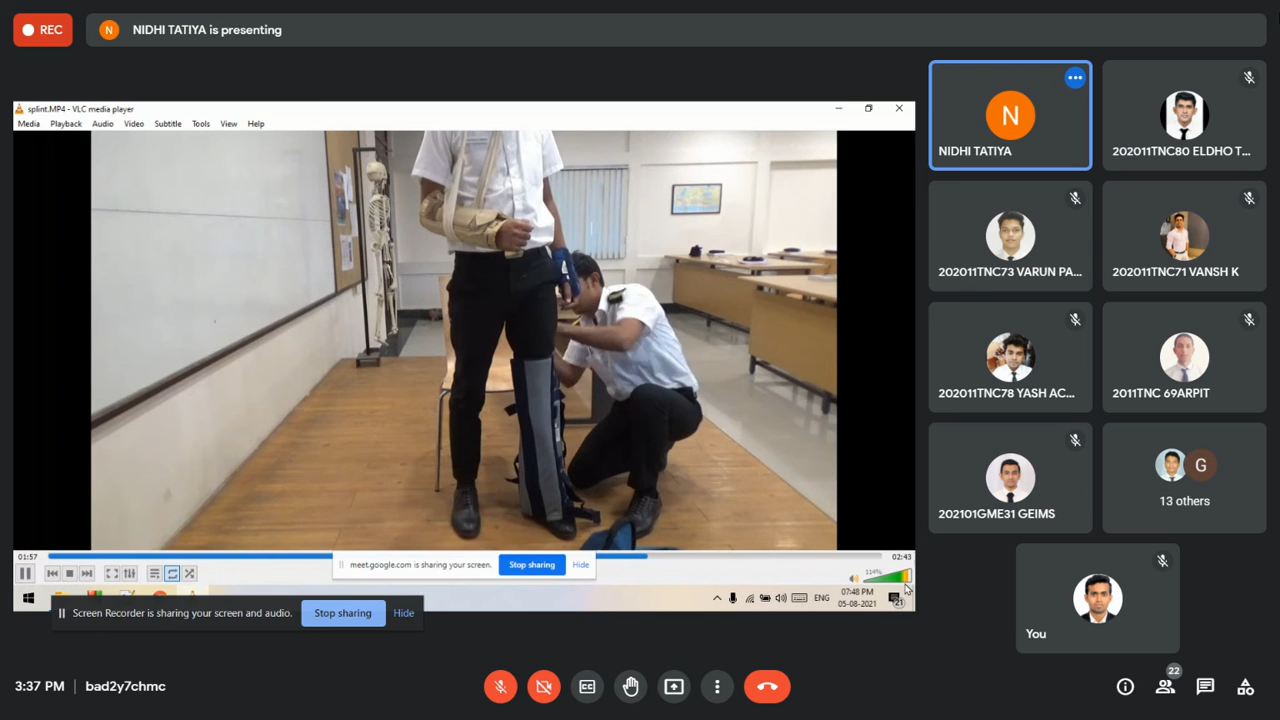 REC
N
NIDHI TATIYA is presenting
splint.MP4 - VLC media player
Media Playback Audio Video Subtitle Tools View Help
N
NIDHI TATIYA
202011TNC80 ELDHO T...
202011TNC73 VARUN PA...
202011TNC71 VANSH K
202011TNC78 YASH AC...
2011TNC 69ARPIT
202101GME31 GEIMS
G
13 others
You
01:57
02:43
meet.google.com is sharing your screen.
Stop sharing
Hide
114%
Screen Recorder is sharing your screen and audio.
Stop sharing
Hide
ENG
07:48 PM
05-08-2021
21
3:37 PM | bad2y7chmc
22